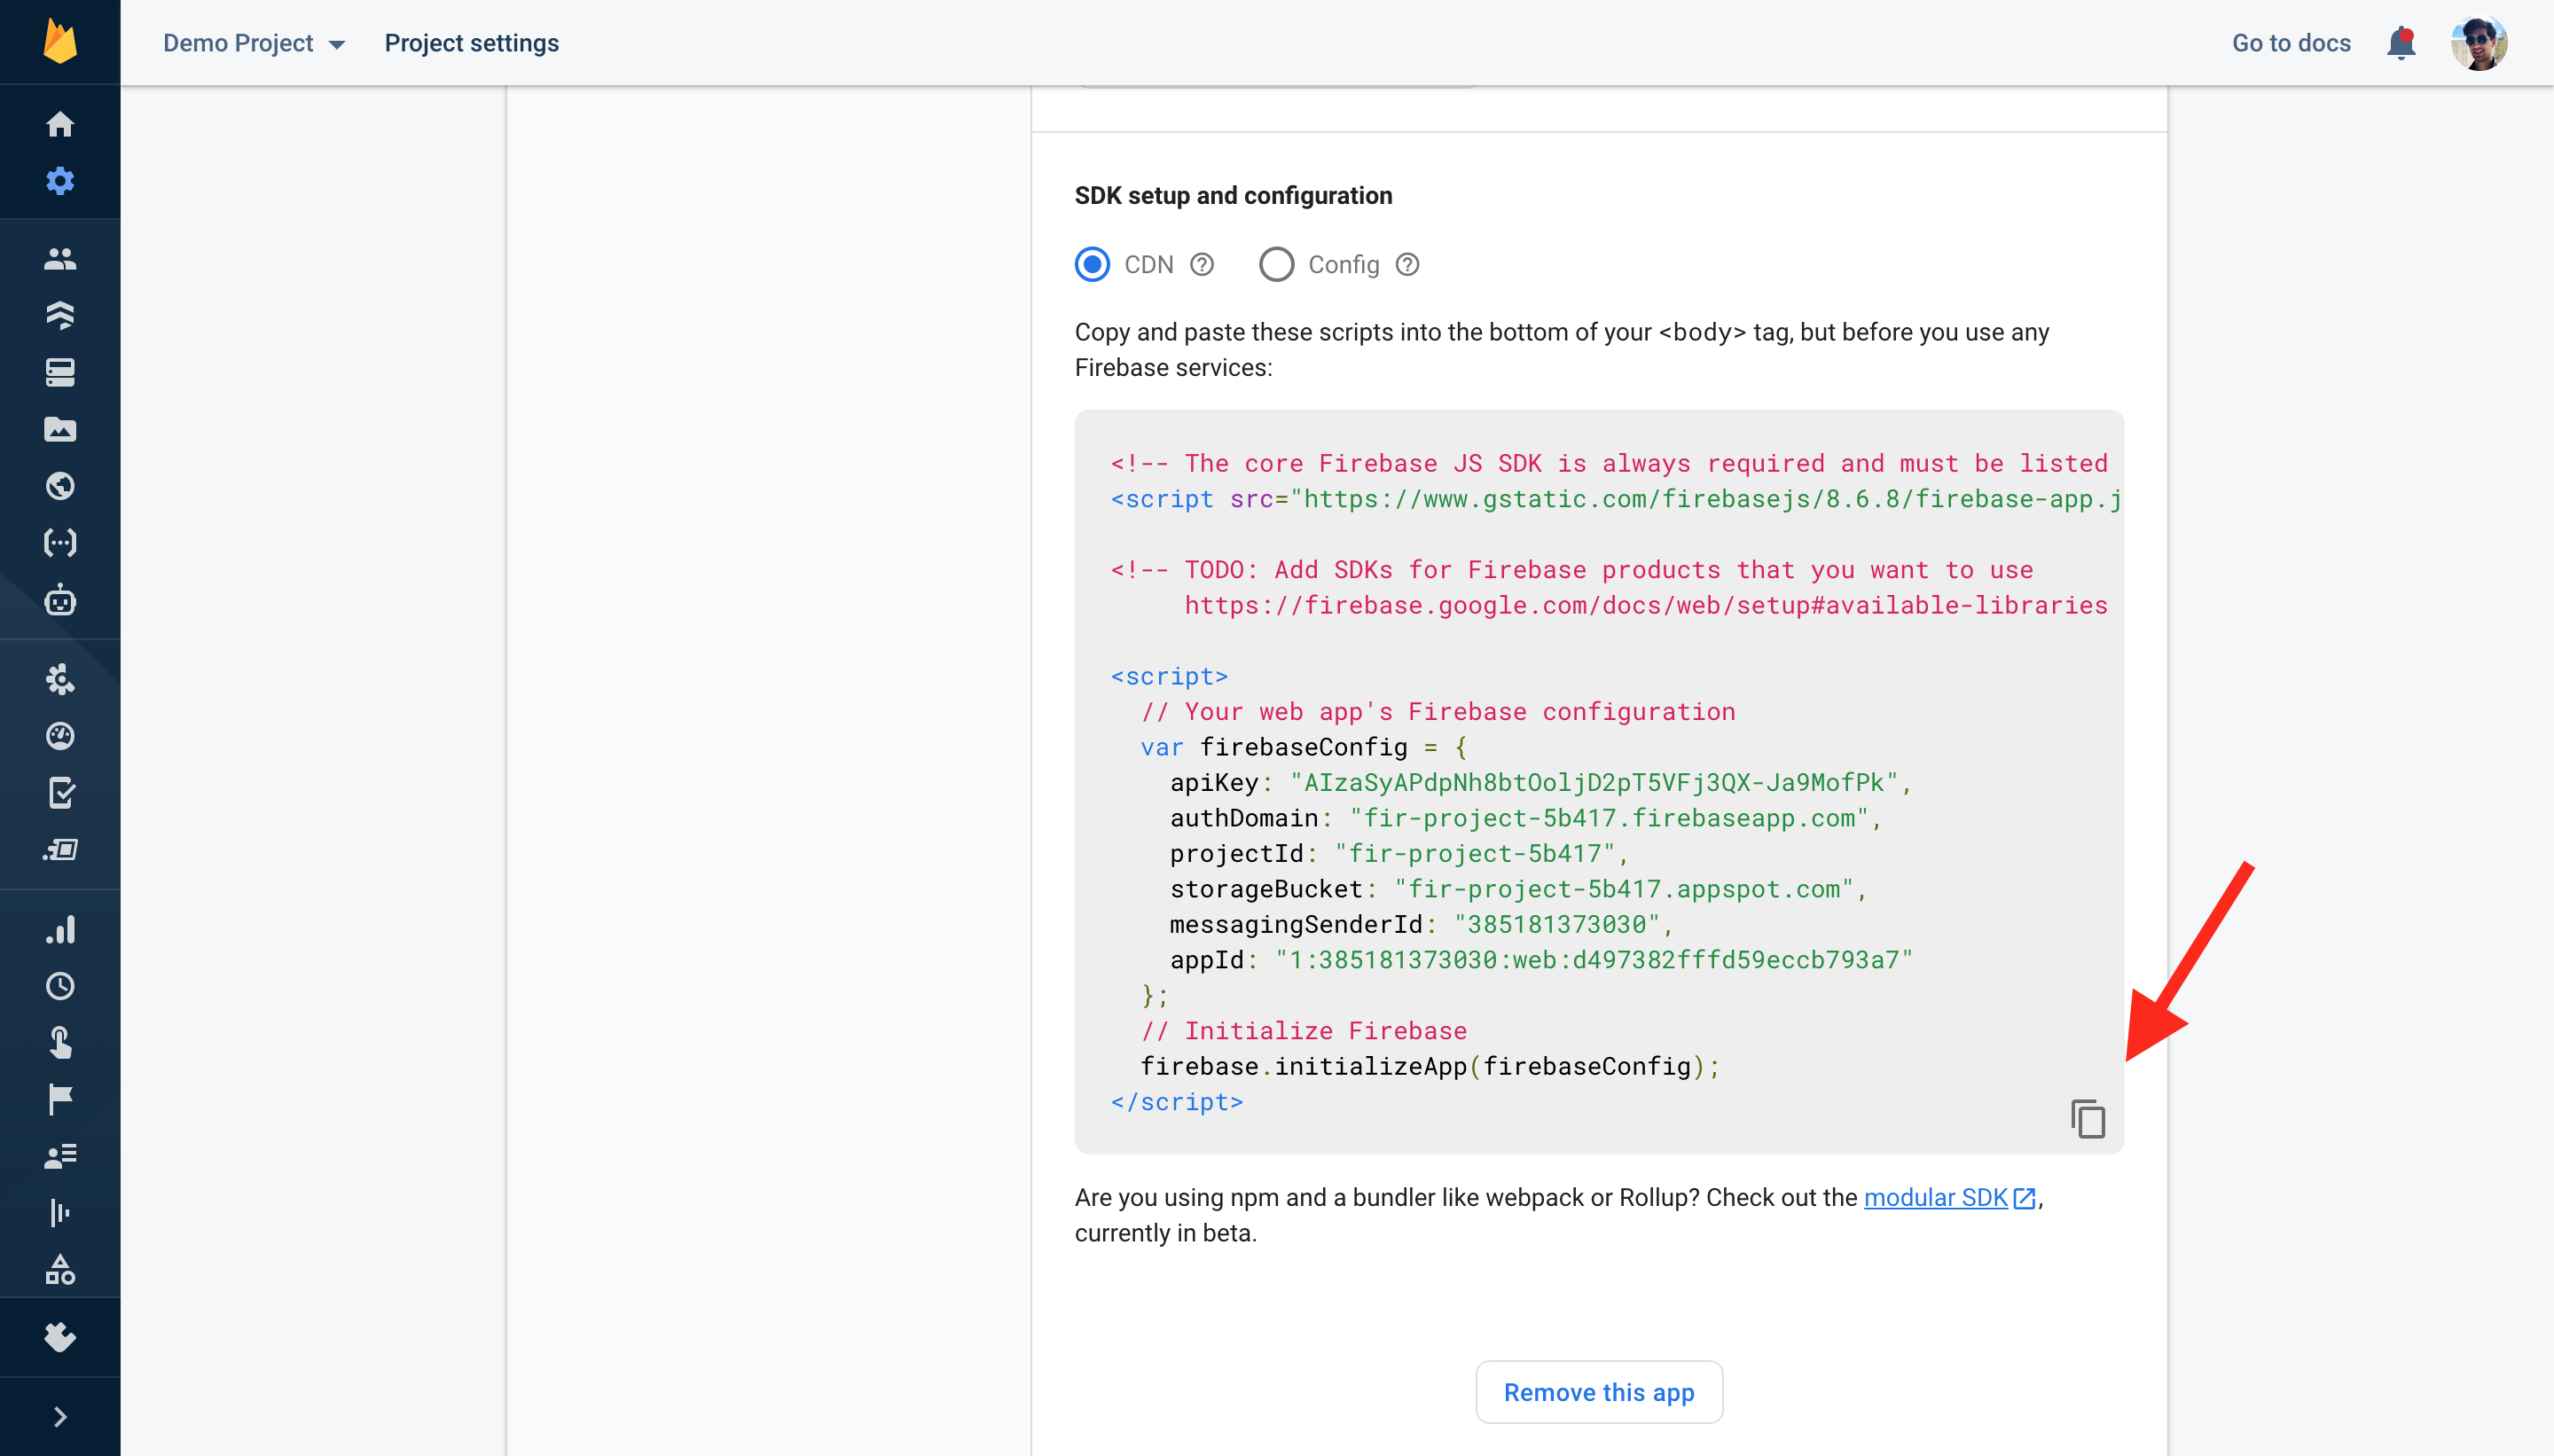 Demo Project
Project settings
Go to docs
SDK setup and configuration
CDN
Config
Copy and paste these scripts into the bottom of your <body> tag, but before you use any
Firebase services:
<!-- The core Firebase JS SDK is always required and must be listed
<script src="https://www.gstatic.com/firebasejs/8.6.8/firebase-app.j
<!-- TODO: Add SDKs for Firebase products that you want to use
https://firebase.google.com/docs/web/setup#available-libraries
<script>
// Your web app's Firebase configuration
var firebaseConfig = {
apiKey: "AIzaSyAPdpNh8btOoljD2pT5VFj3QX-Ja9MofPk",
authDomain: "fir-project-5b417.firebaseapp.com",
projectId: "fir-project-5b417",
storageBucket: "fir-project-5b417.appspot.com",
messagingSenderId: "385181373030",
appId: "1:385181373030:web:d497382fffd59eccb793a7"
};
// Initialize Firebase
firebase.initializeApp(firebaseConfig);
</script>
Are you using npm and a bundler like webpack or Rollup? Check out the modular SDK,
currently in beta.
Remove this app